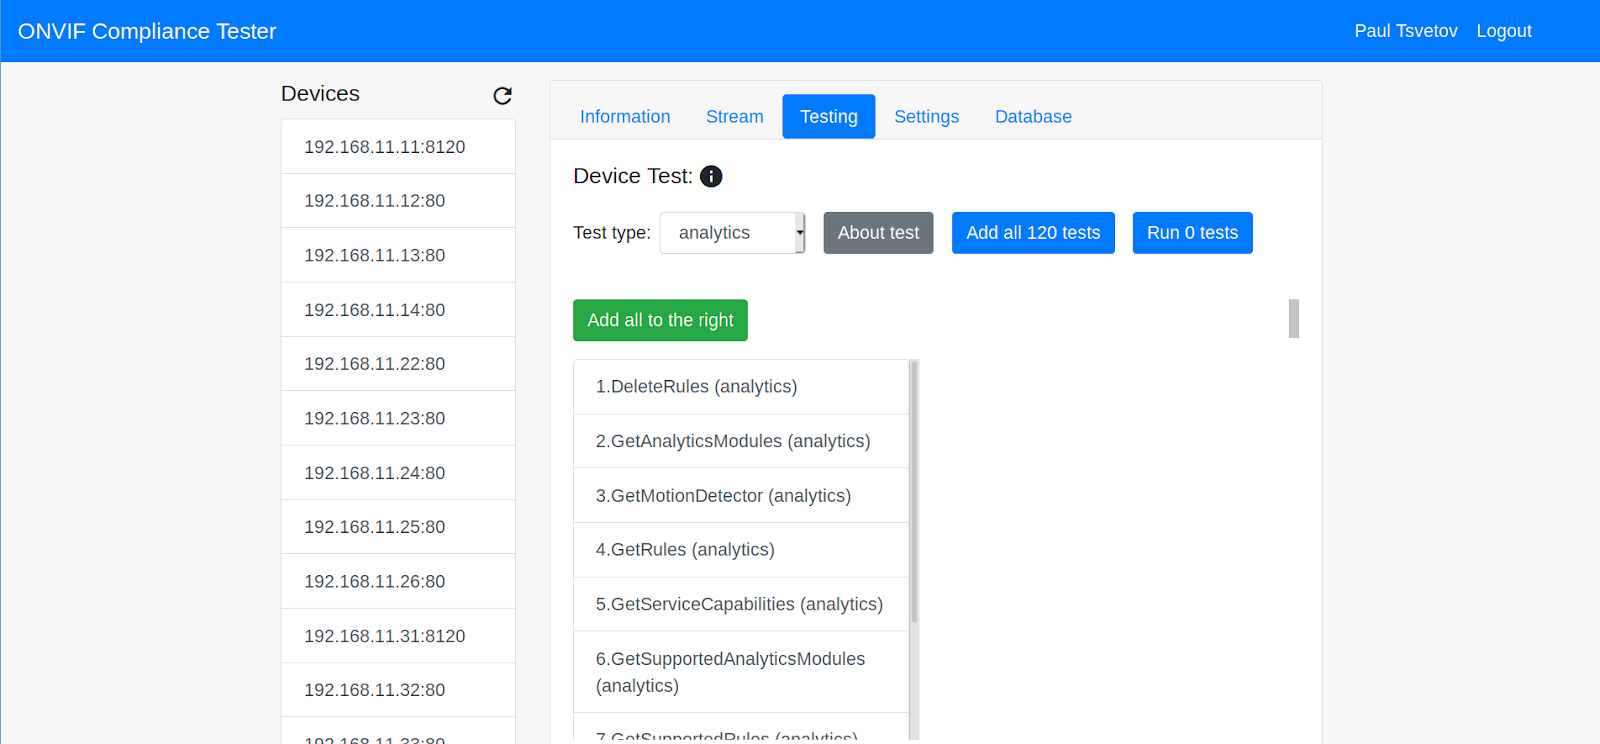 ONVIF Compliance Tester
Paul Tsvetov Logout
Devices
192.168.11.11:8120
192.168.11.12:80
192.168.11.13:80
192.168.11.14:80
192.168.11.22:80
192.168.11.23:80
192.168.11.24:80
192.168.11.25:80
192.168.11.26:80
192.168.11.31:8120
192.168.11.32:80
192.168.11.33:80
Information Stream Testing Settings Database
Device Test:
Test type: analytics About test Add all 120 tests Run 0 tests
Add all to the right
1.DeleteRules (analytics)
2.GetAnalyticsModules (analytics)
3.GetMotionDetector (analytics)
4.GetRules (analytics)
5.GetServiceCapabilities (analytics)
6.GetSupportedAnalyticsModules
(analytics)
7.GetSupportedRules (analytics)